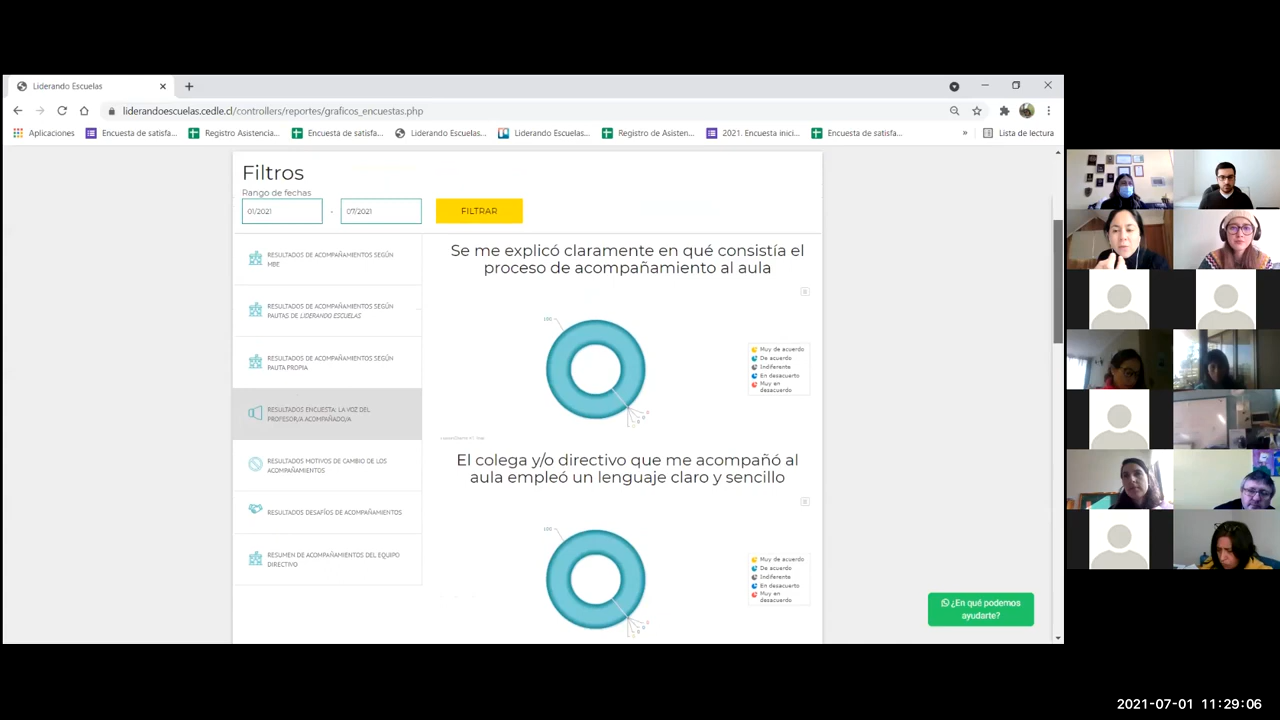 Liderando Escuelas
liderandoescuelas.cedle.cl/controllers/reportes/graficos_encuestas.php
Aplicaciones
Encuesta de satisfa...
Registro Asistencia...
Encuesta de satisfa...
Liderando Escuelas...
Liderando Escuelas...
Registro de Asisten...
2021. Encuesta inici...
Encuesta de satisfa...
»
Lista de lectura
Filtros
Rango de fechas
01/2021
-
07/2021
FILTRAR
RESULTADOS DE ACOMPAÑAMIENTOS SEGÚN
MBE
RESULTADOS DE ACOMPAÑAMIENTOS SEGÚN
PAUTAS DE LIDERANDO ESCUELAS
RESULTADOS DE ACOMPAÑAMIENTOS SEGÚN
PAUTA PROPIA
RESULTADOS ENCUESTA: LA VOZ DEL
PROFESOR/A ACOMPAÑADO/A
RESULTADOS MOTIVOS DE CAMBIO DE LOS
ACOMPAÑAMIENTOS
RESULTADOS DESAFÍOS DE ACOMPAÑAMIENTOS
RESUMEN DE ACOMPAÑAMIENTOS DEL EQUIPO
DIRECTIVO
Se me explicó claramente en qué consistía el
proceso de acompañamiento al aula
100
Muy de acuerdo
De acuerdo
Indiferente
En desacuerto
Muy en
desacuerdo
El colega y/o directivo que me acompañó al
aula empleó un lenguaje claro y sencillo
100
Muy de acuerdo
De acuerdo
Indiferente
En desacuerto
Muy en
desacuerdo
¿En qué podemos
ayudarte?
2021-07-01 11:29:06